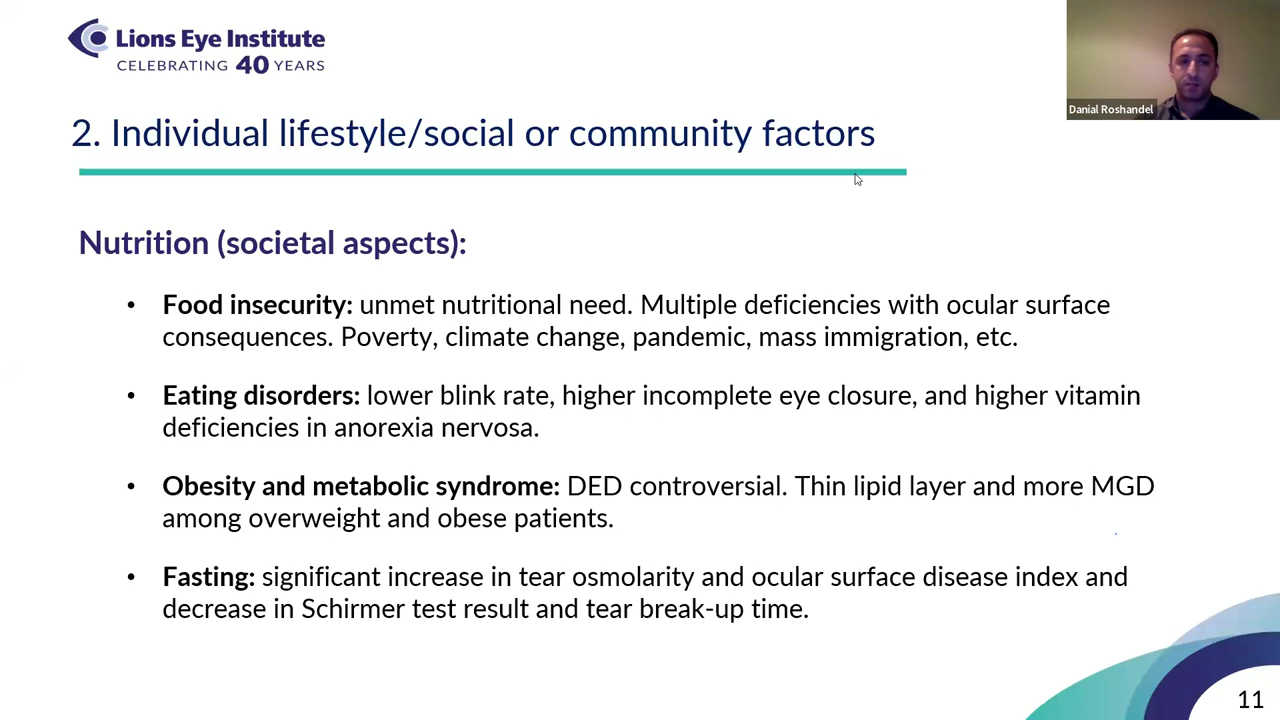 Lions Eye Institute
CELEBRATING 40 YEARS
Danial Roshandel
2. Individual lifestyle/social or community factors
Nutrition (societal aspects):
• Food insecurity: unmet nutritional need. Multiple deficiencies with ocular surface
consequences. Poverty, climate change, pandemic, mass immigration, etc.
• Eating disorders: lower blink rate, higher incomplete eye closure, and higher vitamin
deficiencies in anorexia nervosa.
• Obesity and metabolic syndrome: DED controversial. Thin lipid layer and more MGD
among overweight and obese patients.
• Fasting: significant increase in tear osmolarity and ocular surface disease index and
decrease in Schirmer test result and tear break-up time.
11